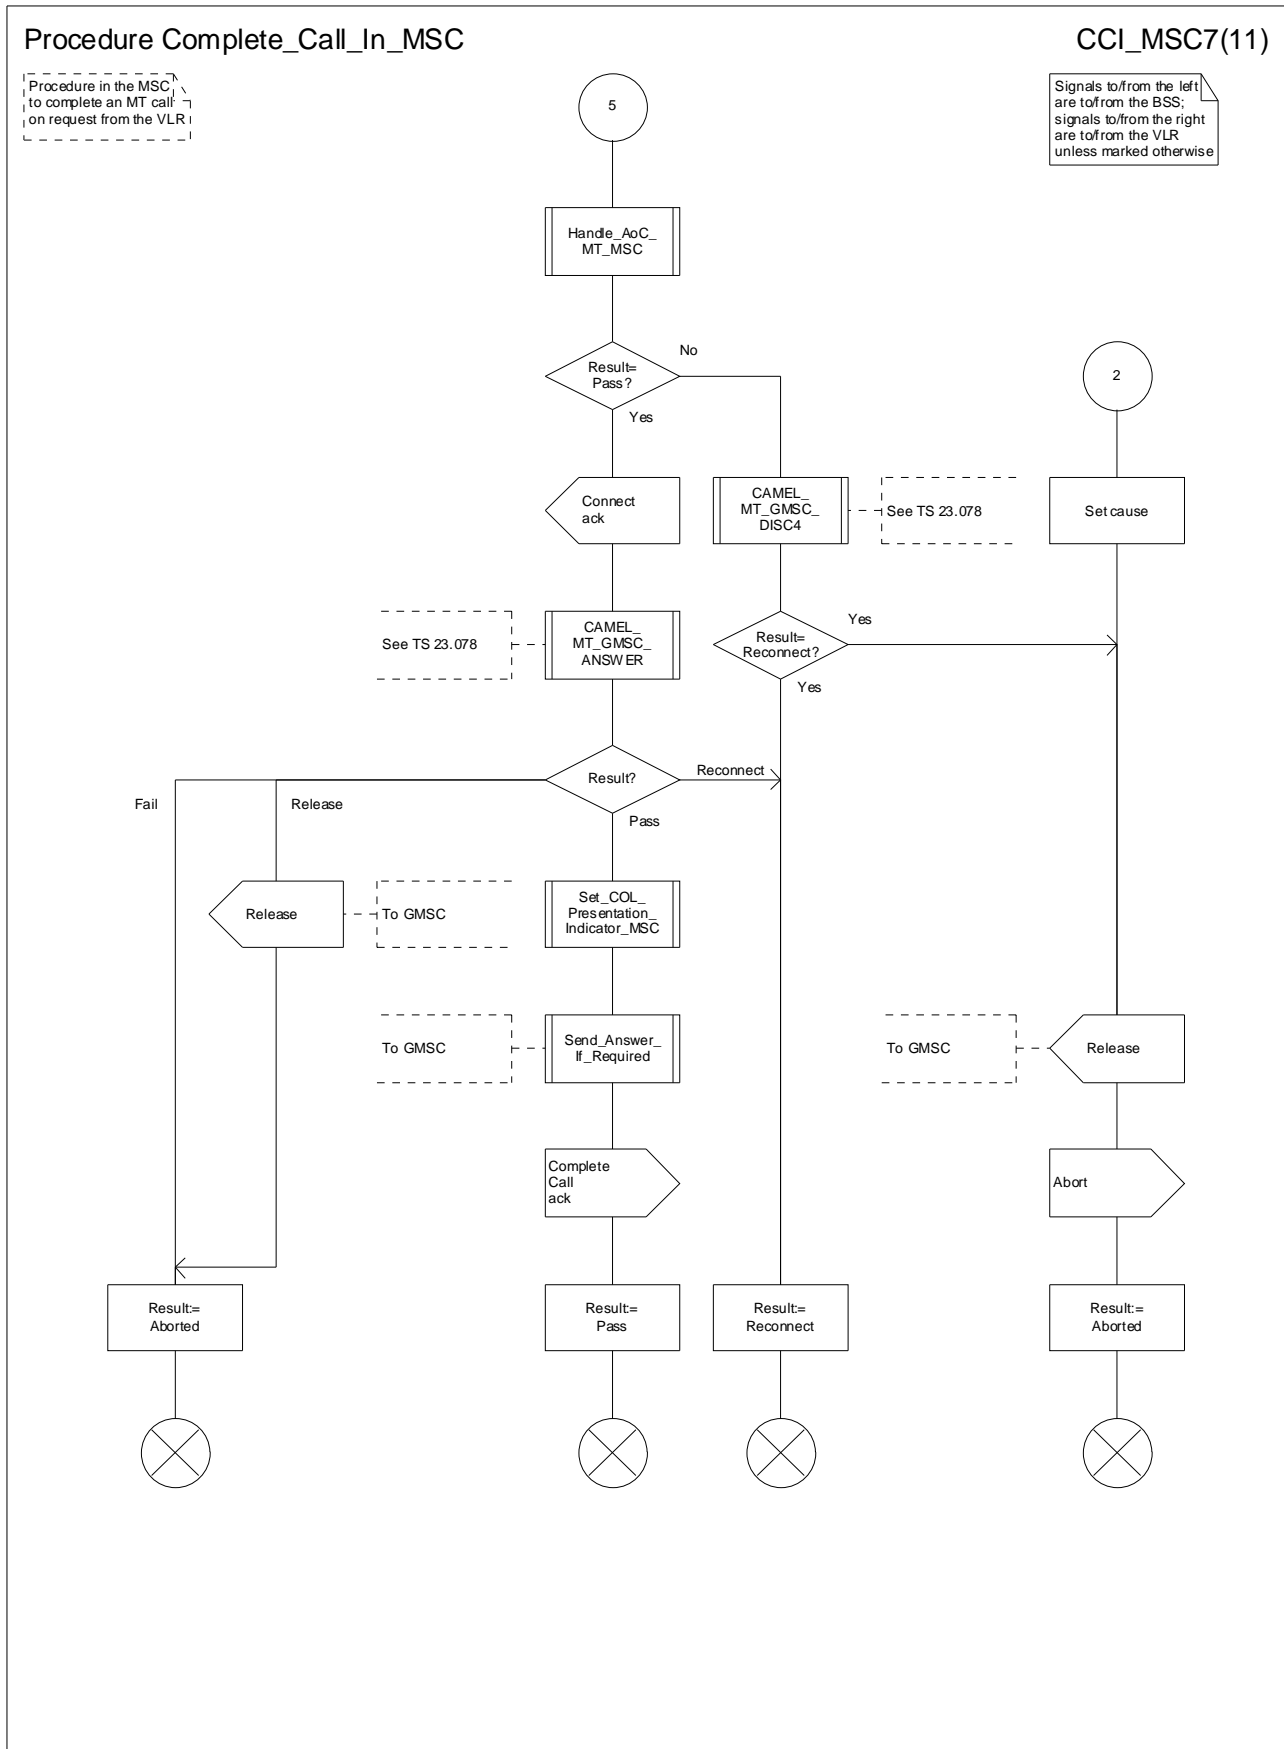 Procedure Complete_Call_In_MSC
CCI_MSC7(11)
Procedure in the MSC
to complete an MT call
on request from the VLR
5
Signals to/from the left
are to/from the BSS;
signals to/from the right
are to/from the VLR
unless marked otherwise
Handle_AoC_
MT_MSC
Result=
Pass?
No
Yes
2
Connect
ack
CAMEL_
MT_GMSC_
DISC4
See TS 23.078
Set cause
See TS 23.078
CAMEL_
MT_GMSC_
ANSWER
Result=
Reconnect?
Yes
Yes
Result?
Reconnect
Fail
Release
Pass
Release
To GMSC
Set_COL_
Presentation_
Indicator_MSC
To GMSC
Send_Answer_
If_Required
To GMSC
Release
Complete
Call
ack
Abort
Result:=
Aborted
Result:=
Pass
Result:=
Reconnect
Result:=
Aborted